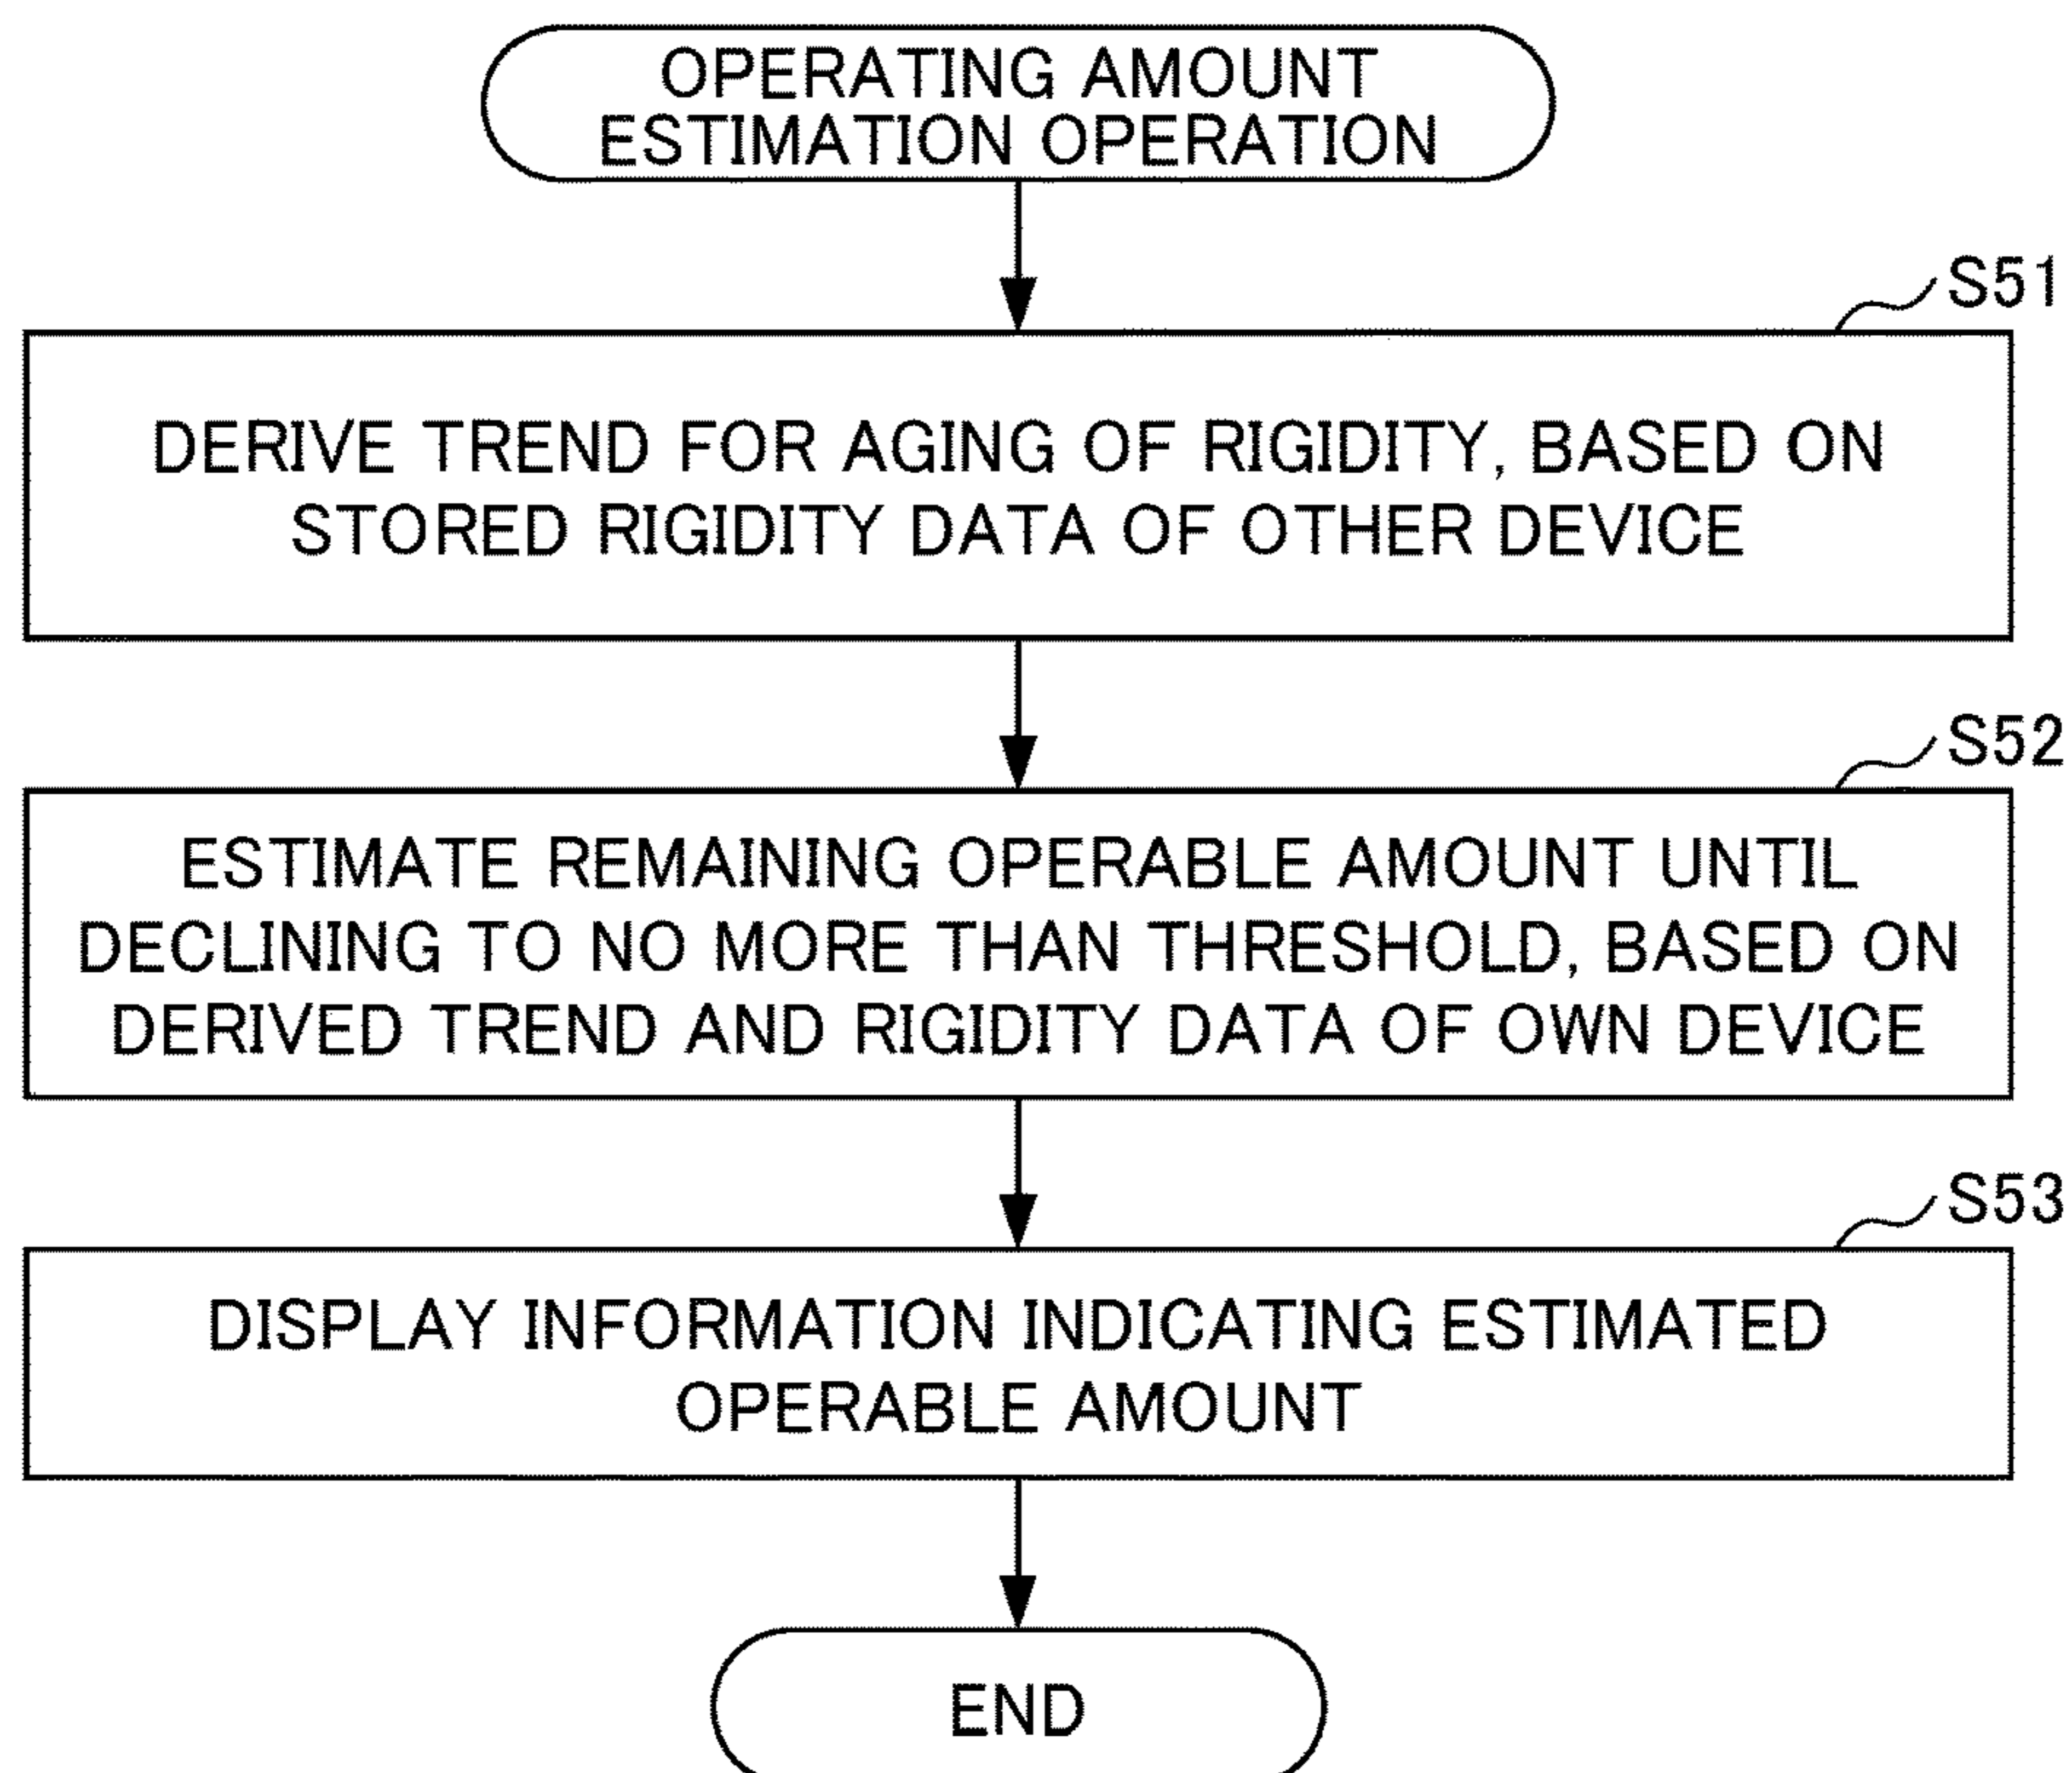 OPERATING AMOUNT
ESTIMATION OPERATION
S51
DERIVE TREND FOR AGING OF RIGIDITY, BASED ON
STORED RIGIDITY DATA OF OTHER DEVICE
S52
ESTIMATE REMAINING OPERABLE AMOUNT UNTIL
DECLINING TO NO MORE THAN THRESHOLD, BASED ON
DERIVED TREND AND RIGIDITY DATA OF OWN DEVICE
S53
DISPLAY INFORMATION INDICATING ESTIMATED
OPERABLE AMOUNT
END